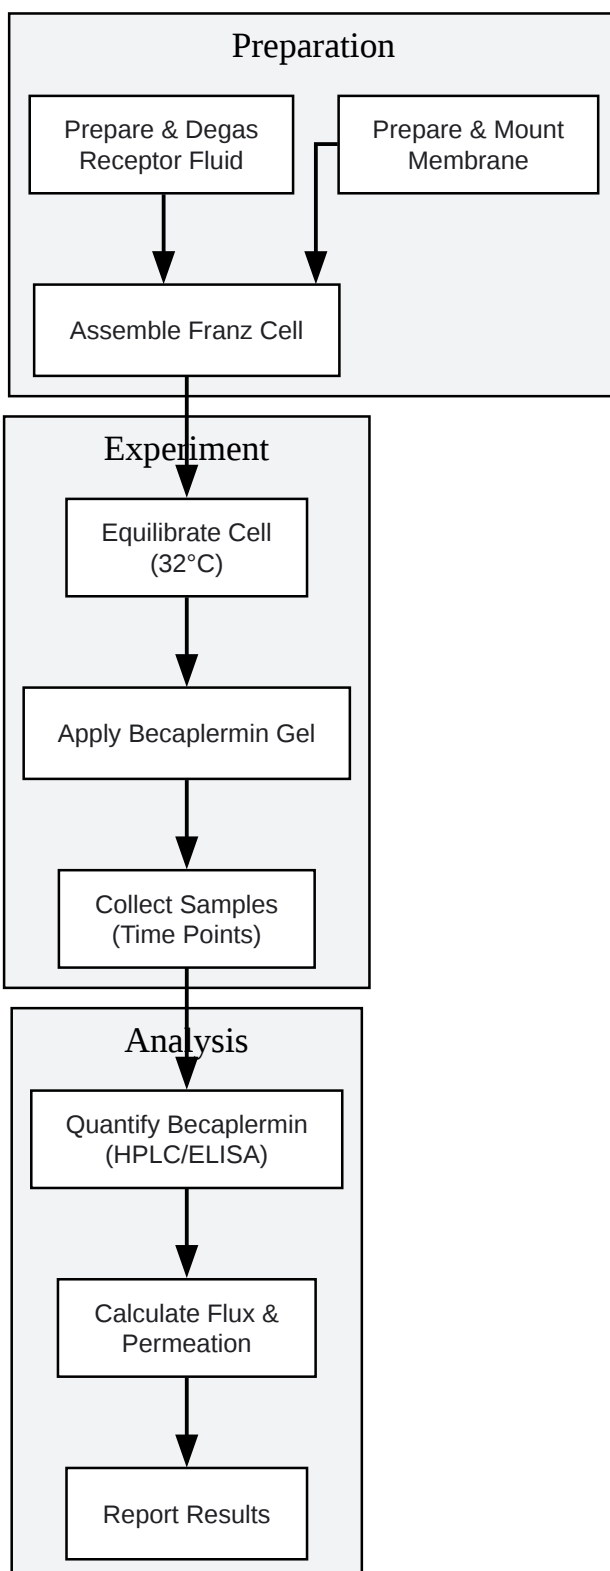 Preparation
Prepare & Degas
Receptor Fluid
Prepare & Mount
Membrane
Assemble Franz Cell
Experiment
Equilibrate Cell
(32°C)
Apply Becaplermin Gel
Collect Samples
(Time Points)
Analysis
Quantify Becaplermin
(HPLC/ELISA)
Calculate Flux &
Permeation
Report Results